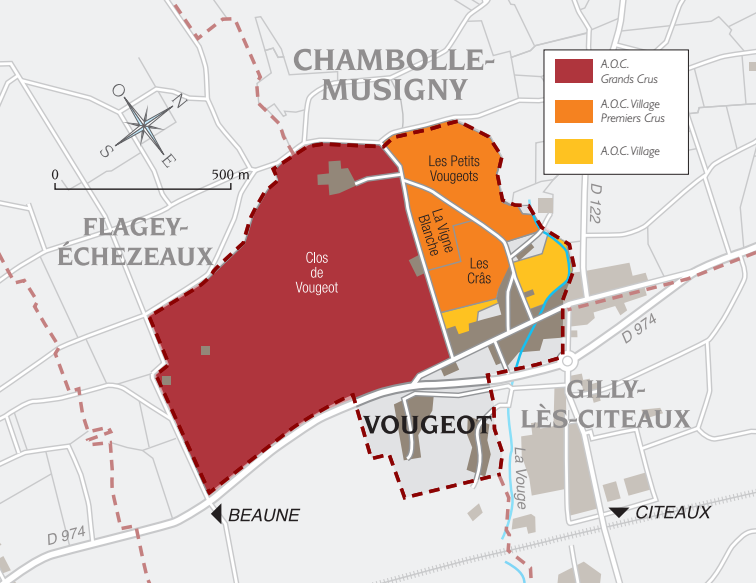 CHAMBOLLE-
MUSIGNY
A.O.C.
Grands Crus
A.O.C. Village
Premiers Crus
A.O.C. Village
O
N
S
E
0
500 m
Les Petits
Vougeots
D 122
FLAGEY-
ÉCHEZEAUX
La Vigne
Blanche
Clos
de
Vougeot
Les
Crâs
D 974
GILLY-
LÈS-CITEAUX
VOUGEOT
La Vouge
BEAUNE
CITEAUX
D 974